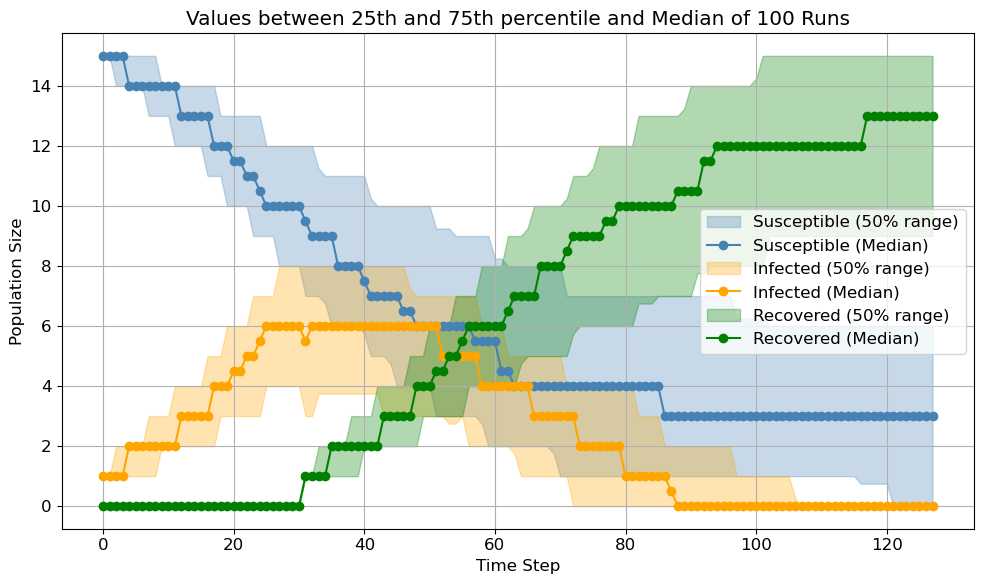 Values between 25th and 75th percentile and Median of 100 Runs
Population Size
14
12
10
8
6
4
2
0
Susceptible (50% range)
Susceptible (Median)
Infected (50% range)
Infected (Median)
Recovered (50% range)
Recovered (Median)
0 20 40 60 80 100 120
Time Step